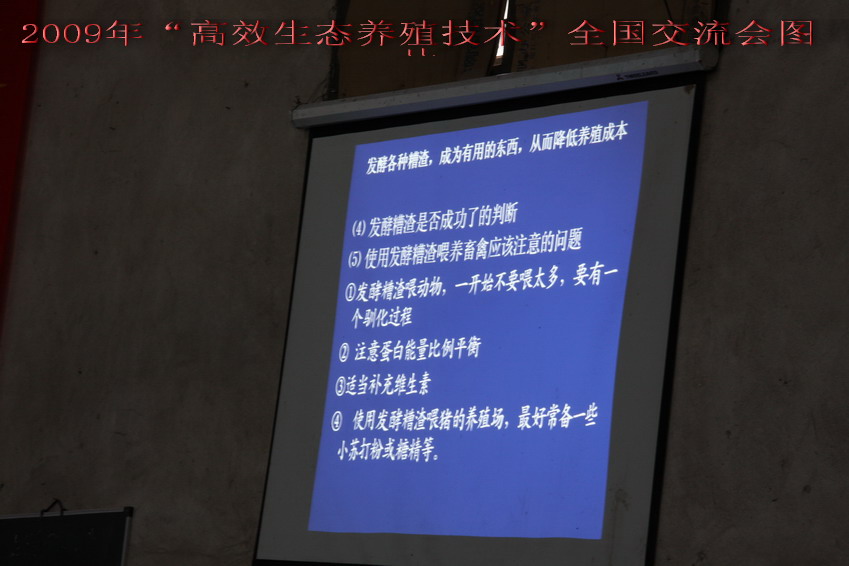 2009年“高效生态养殖技术”全国交流会图
发酵各种糟渣，成为有用的东西，从而降低养殖成本
(4) 发酵糟渣是否成功了的判断
(5) 使用发酵糟渣喂养畜禽应该注意的问题
①发酵糟渣喂动物，一开始不要喂太多，要有一
个驯化过程
② 注意蛋白能量比例平衡
③适当补充维生素
④ 使用发酵糟渣喂猪的养殖场，最好常备一些
小苏打粉或糖精等。